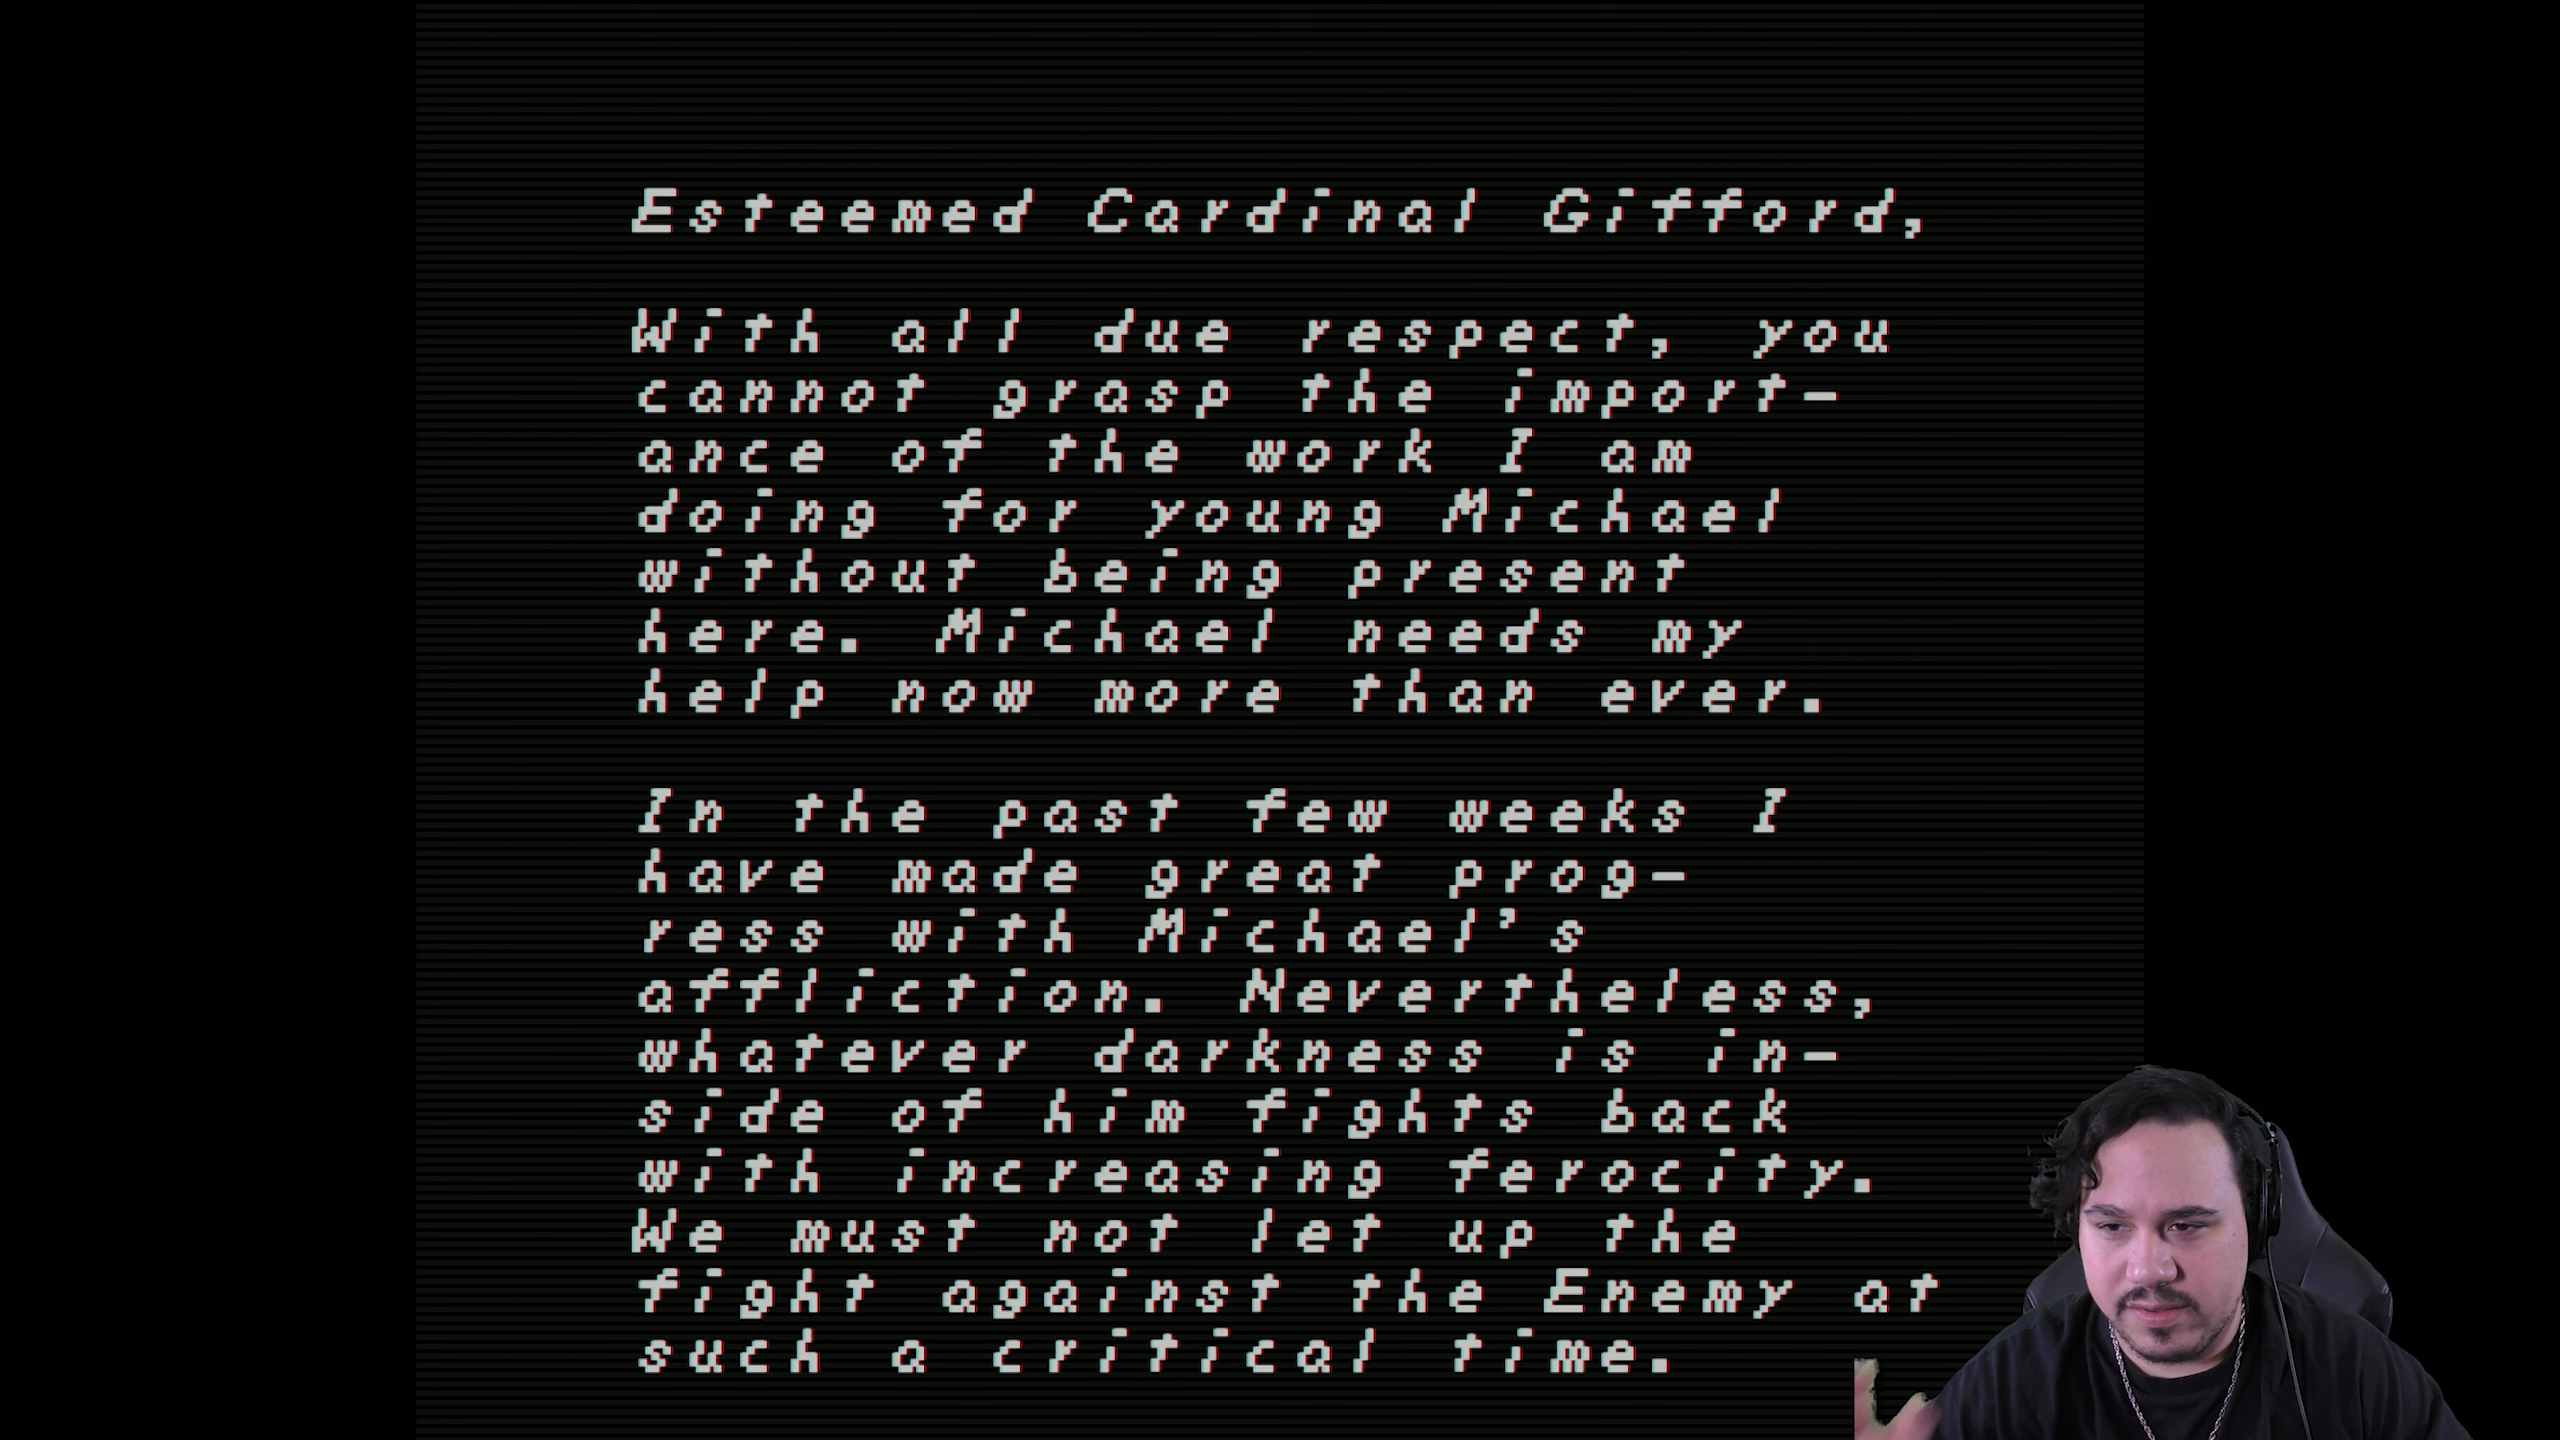 Esteemed Cardinal Gifford,
With all due respect, you
cannot grasp the import-
ance of the work I am
doing for young Michael
without being present
here. Michael needs my
help now more than ever.
In the past few weeks I
have made great prog-
ress with Michael's
affliction. Nevertheless,
whatever darkness is in-
side of him fights back
with increasing ferocity.
We must not let up the
fight against the Enemy at
such a critical time.